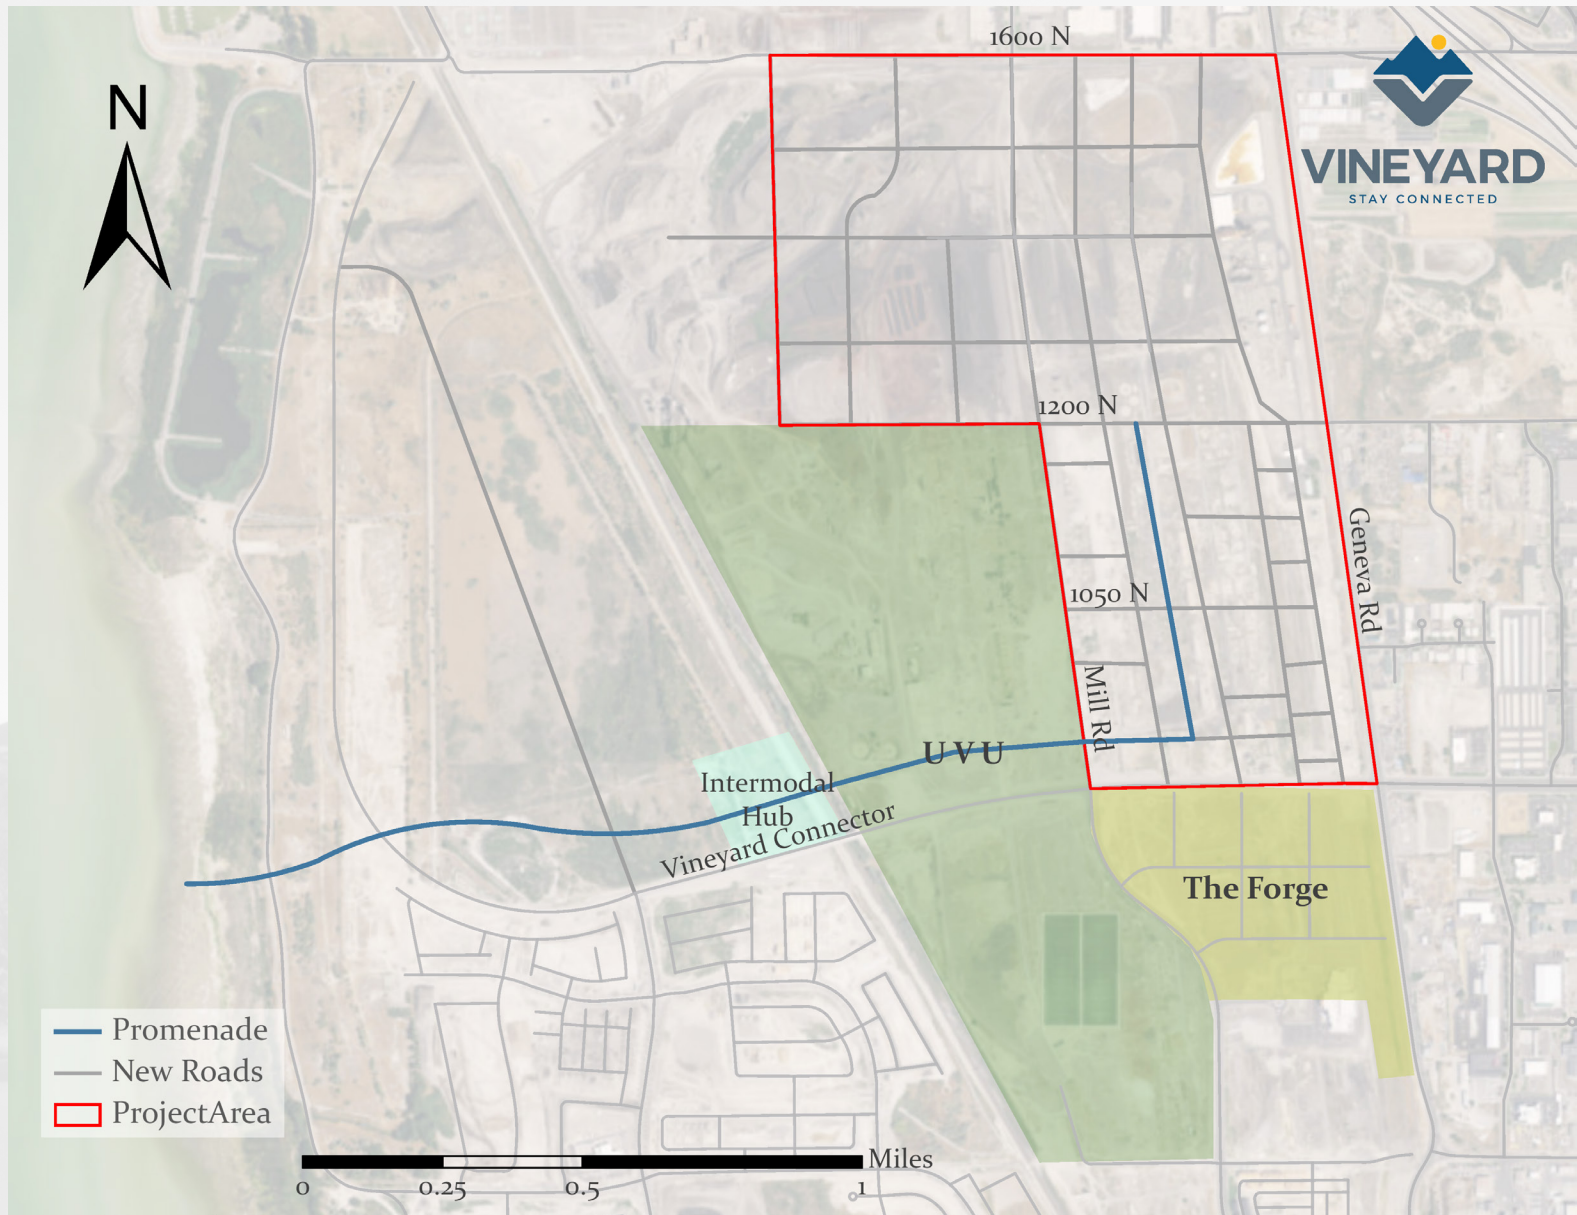 1600 N
N
VINEYARD
STAY CONNECTED
1200 N
Geneva Rd
1050 N
Mill Rd
UVU
Intermodal
Hub
Vineyard Connector
The Forge
Promenade
New Roads
ProjectArea
Miles
0 0.25 0.5 1